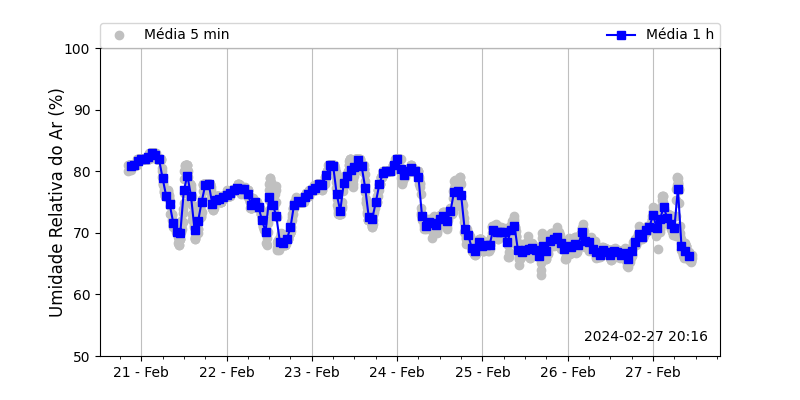 Média 5 min
Média 1 h
Umidade Relativa do Ar (%)
100
90
80
70
60
50
2024-02-27 20:16
21 - Feb
22 - Feb
23 - Feb
24 - Feb
25 - Feb
26 - Feb
27 - Feb